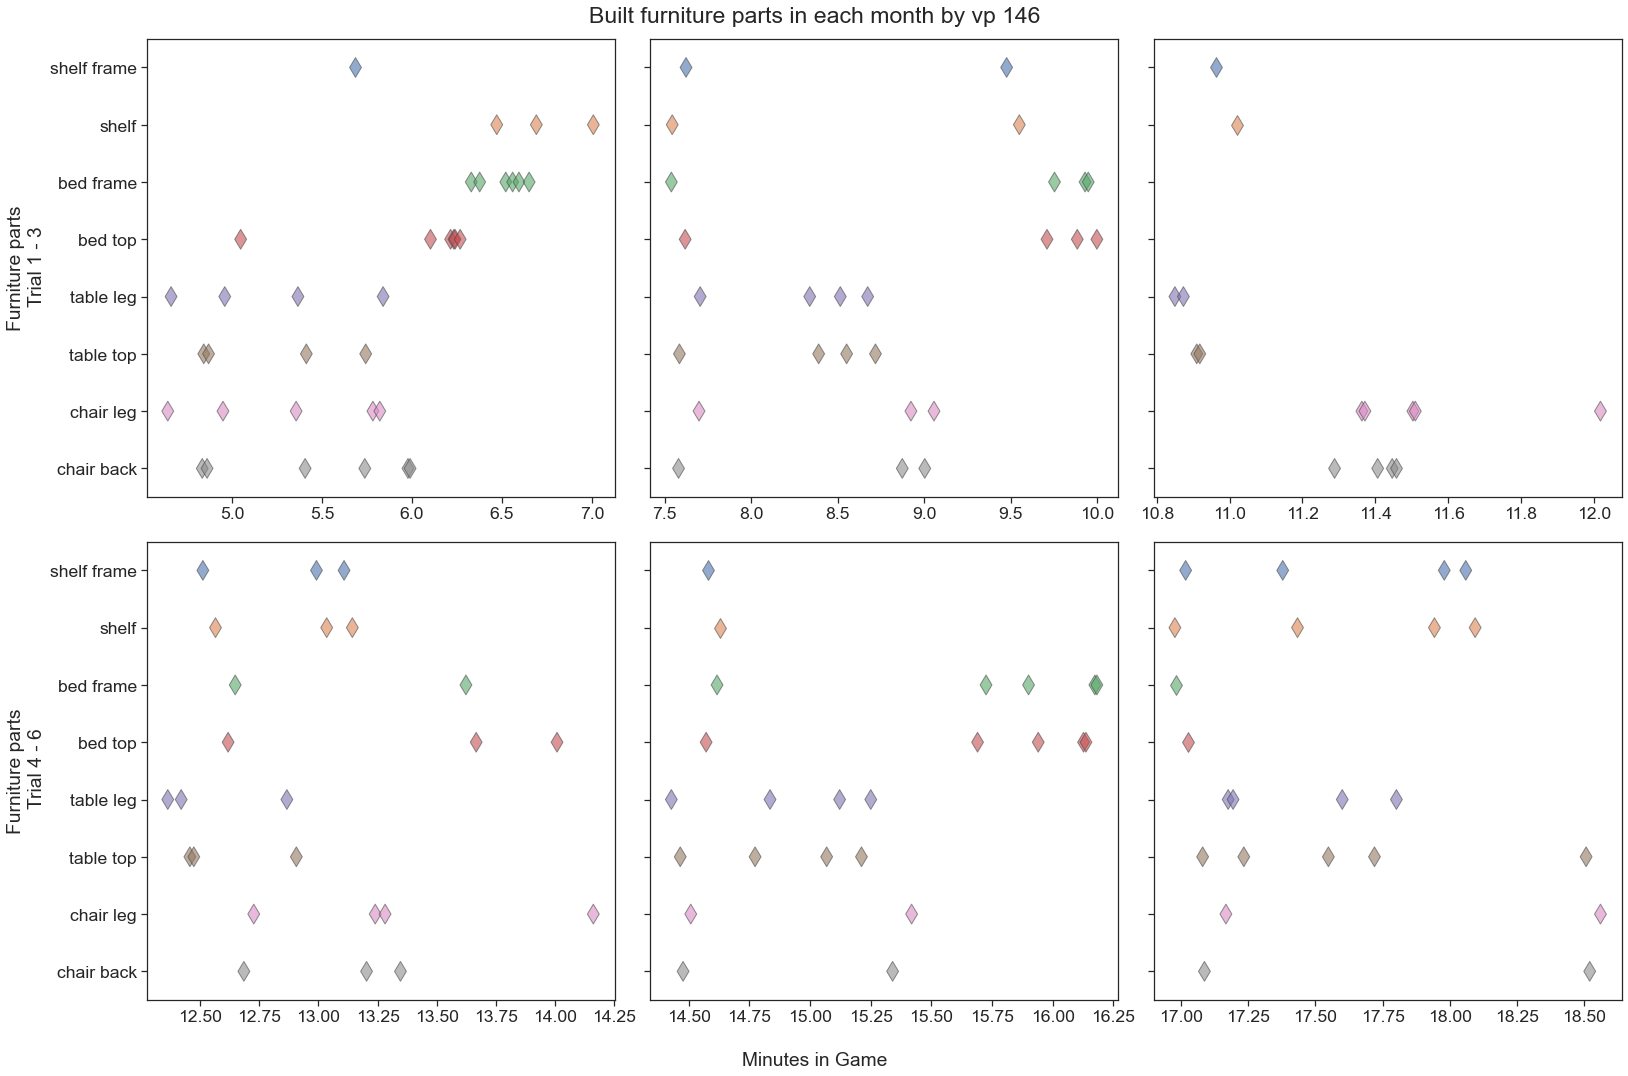 Built furniture parts in each month by vp 146
Furniture parts
Trial 1 - 3
shelf frame
shelf
bed frame
bed top
table leg
table top
chair leg
chair back
5.0 5.5 6.0 6.5 7.0
7.5 8.0 8.5 9.0 9.5 10.0
10.8 11.0 11.2 11.4 11.6 11.8 12.0
Furniture parts
Trial 4 - 6
shelf frame
shelf
bed frame
bed top
table leg
table top
chair leg
chair back
12.50 12.75 13.00 13.25 13.50 13.75 14.00 14.25
14.50 14.75 15.00 15.25 15.50 15.75 16.00 16.25
17.00 17.25 17.50 17.75 18.00 18.25 18.50
Minutes in Game